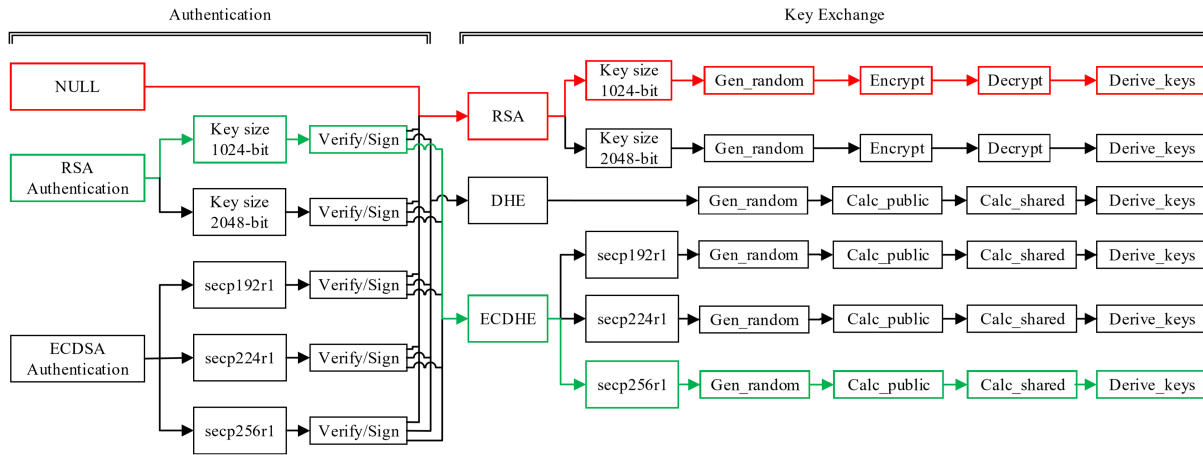 Authentication
Key Exchange
NULL
RSA
Authentication
Key size
1024-bit
Verify/Sign
Key size
2048-bit
Verify/Sign
ECDSA
Authentication
secp192r1
Verify/Sign
secp224r1
Verify/Sign
secp256r1
Verify/Sign
RSA
Key size
1024-bit
Gen_random
Encrypt
Decrypt
Derive_keys
Key size
2048-bit
Gen_random
Encrypt
Decrypt
Derive_keys
DHE
Gen_random
Calc_public
Calc_shared
Derive_keys
ECDHE
secp192r1
Gen_random
Calc_public
Calc_shared
Derive_keys
secp224r1
Gen_random
Calc_public
Calc_shared
Derive_keys
secp256r1
Gen_random
Calc_public
Calc_shared
Derive_keys